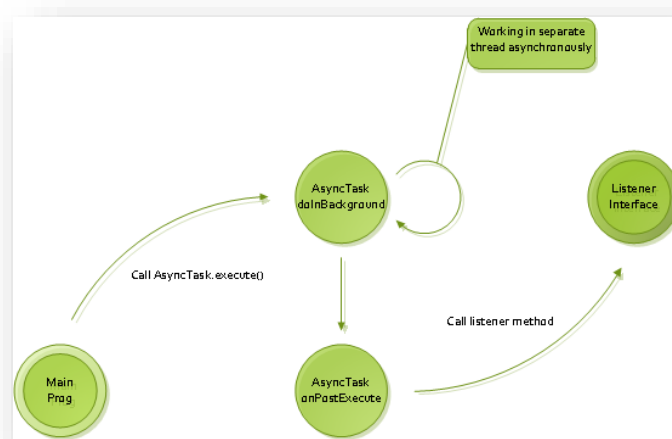 Working in separate
thread asynchronously
AsyncTask
doInBackground
Listener
Interface
Call AsyncTask.execute()
Call listener method
Main
Prog
AsyncTask
onPostExecute